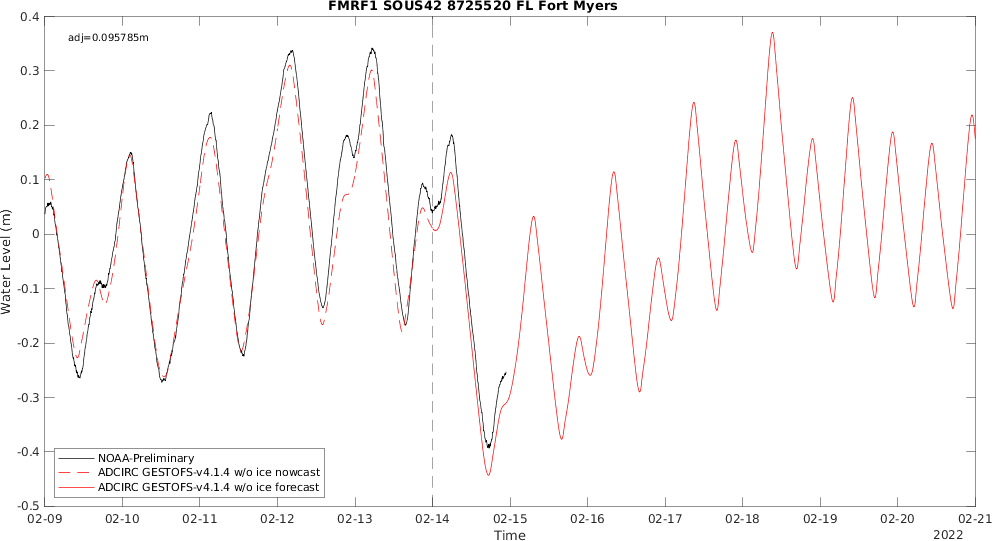 FMRF1 SOUS42 8725520 FL Fort Myers
adj=0.095785m
0.4
0.3
0.2
0.1
0
-0.1
-0.2
-0.3
-0.4
-0.5
Water Level (m)
NOAA-Preliminary
ADCIRC GESTOFS-v4.1.4 w/o ice nowcast
ADCIRC GESTOFS-v4.1.4 w/o ice forecast
02-09 02-10 02-11 02-12 02-13 02-14 02-15 02-16 02-17 02-18 02-19 02-20 02-21
Time
2022